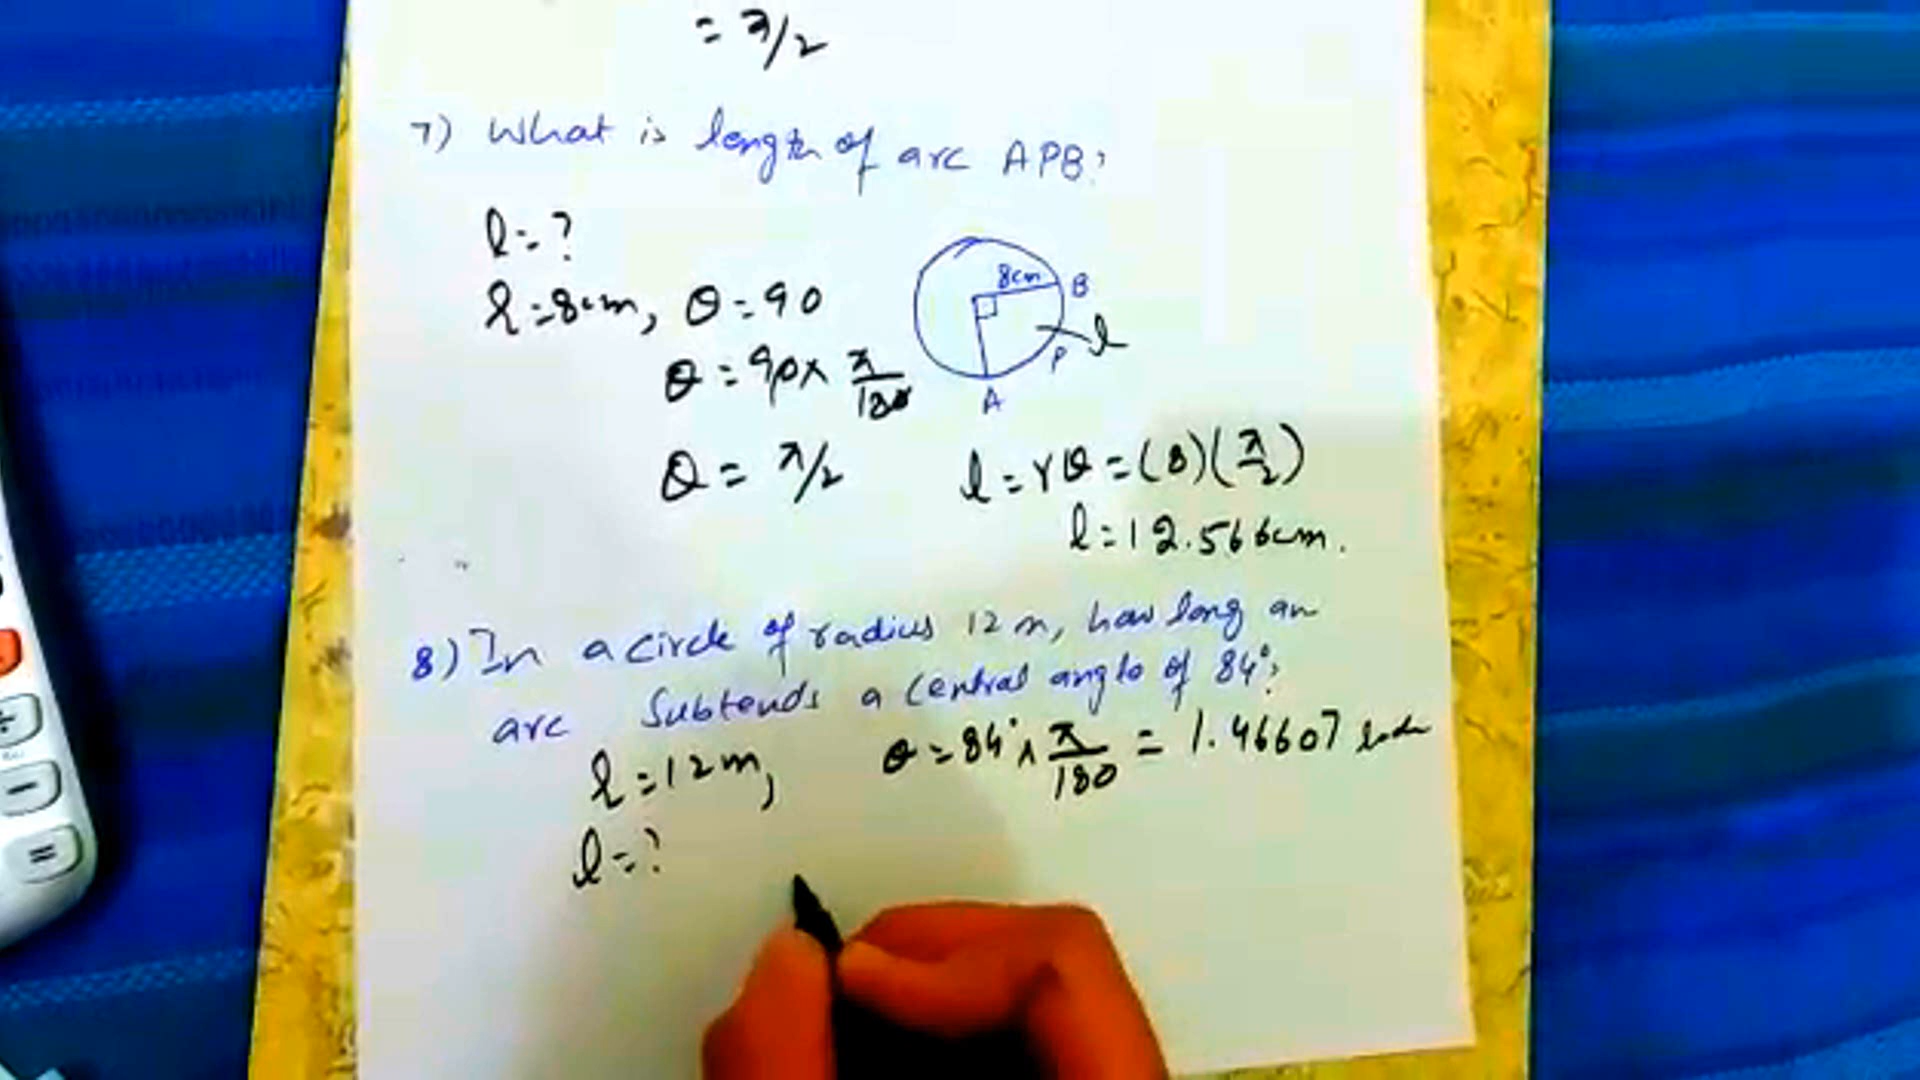 = π/2
7) What is length of arc APB?
l = ?
r = 8cm, θ = 90
8cm
B
l
P
A
θ = 90 x π/180
θ = π/2
l = rθ = (8)(π/2)
l = 12.566cm.
8) In a circle of radius 12 m, how long an
arc subtends a central angle of 84°?
r = 12m, θ = 84° x π/180 = 1.46607
l = ?
÷
−
=